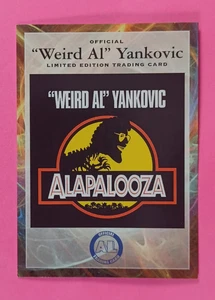 OFFICIAL
"Weird Al" Yankovic
LIMITED EDITION TRADING CARD
"WEIRD AL" YANKOVIC
ALAPALOOZA
AL